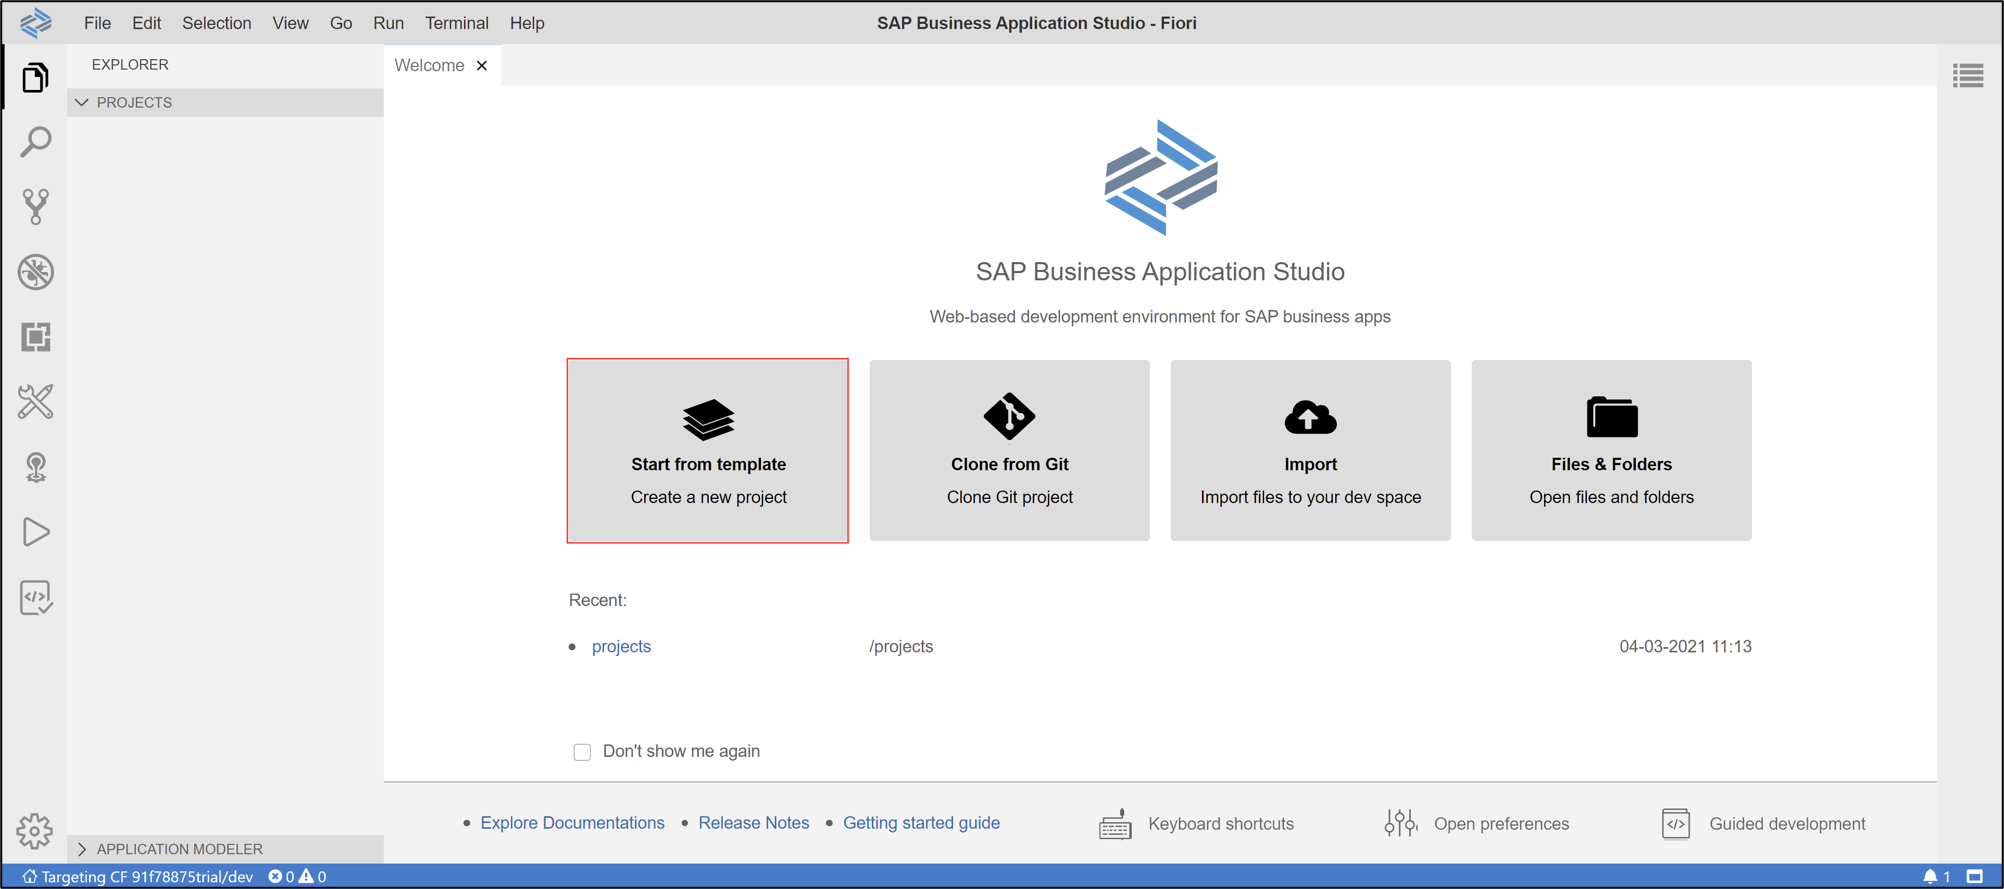 File Edit Selection View Go Run Terminal Help SAP Business Application Studio - Fiori
EXPLORER
PROJECTS
Welcome
SAP Business Application Studio
Web-based development environment for SAP business apps
Start from template
Create a new project
Clone from Git
Clone Git project
Import
Import files to your dev space
Files & Folders
Open files and folders
Recent:
projects /projects 04-03-2021 11:13
Don't show me again
Explore Documentations Release Notes Getting started guide Keyboard shortcuts Open preferences Guided development
APPLICATION MODELER
Targeting CF 91f78875trial/dev 0 0 1